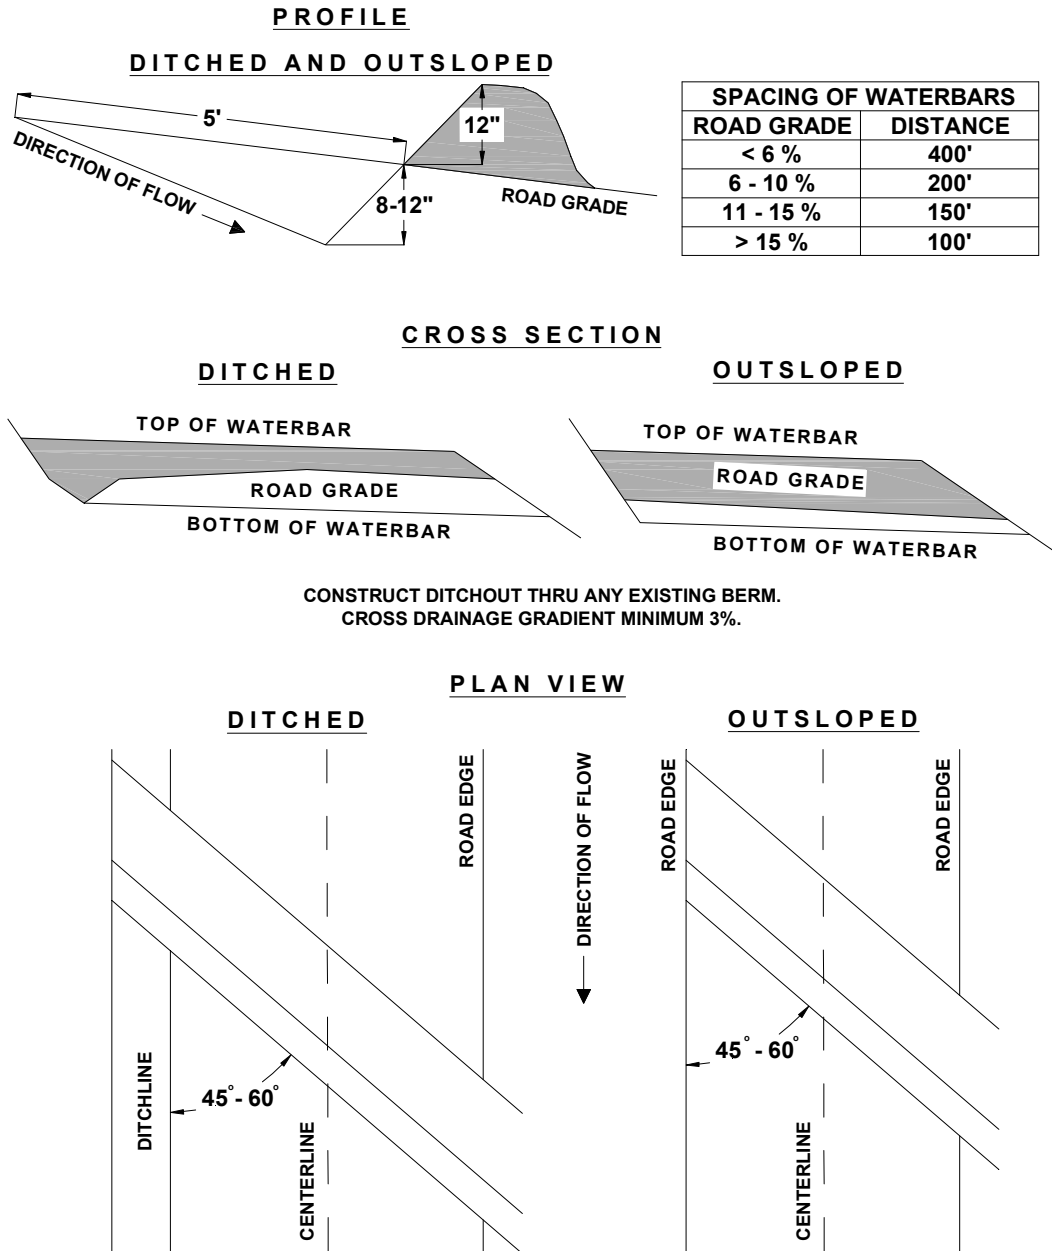 PROFILE
DITCHED AND OUTSLOPED
5'
12"
DIRECTION OF FLOW
8-12"
ROAD GRADE
SPACING OF WATERBARS
ROAD GRADE DISTANCE
< 6 % 400'
6 - 10 % 200'
11 - 15 % 150'
> 15 % 100'
CROSS SECTION
DITCHED
TOP OF WATERBAR
ROAD GRADE
BOTTOM OF WATERBAR
OUTSLOPED
TOP OF WATERBAR
ROAD GRADE
BOTTOM OF WATERBAR
CONSTRUCT DITCHOUT THRU ANY EXISTING BERM.
CROSS DRAINAGE GRADIENT MINIMUM 3%.
PLAN VIEW
DITCHED
ROAD EDGE
45° - 60°
DITCHLINE
CENTERLINE
DIRECTION OF FLOW
OUTSLOPED
ROAD EDGE
ROAD EDGE
45° - 60°
CENTERLINE